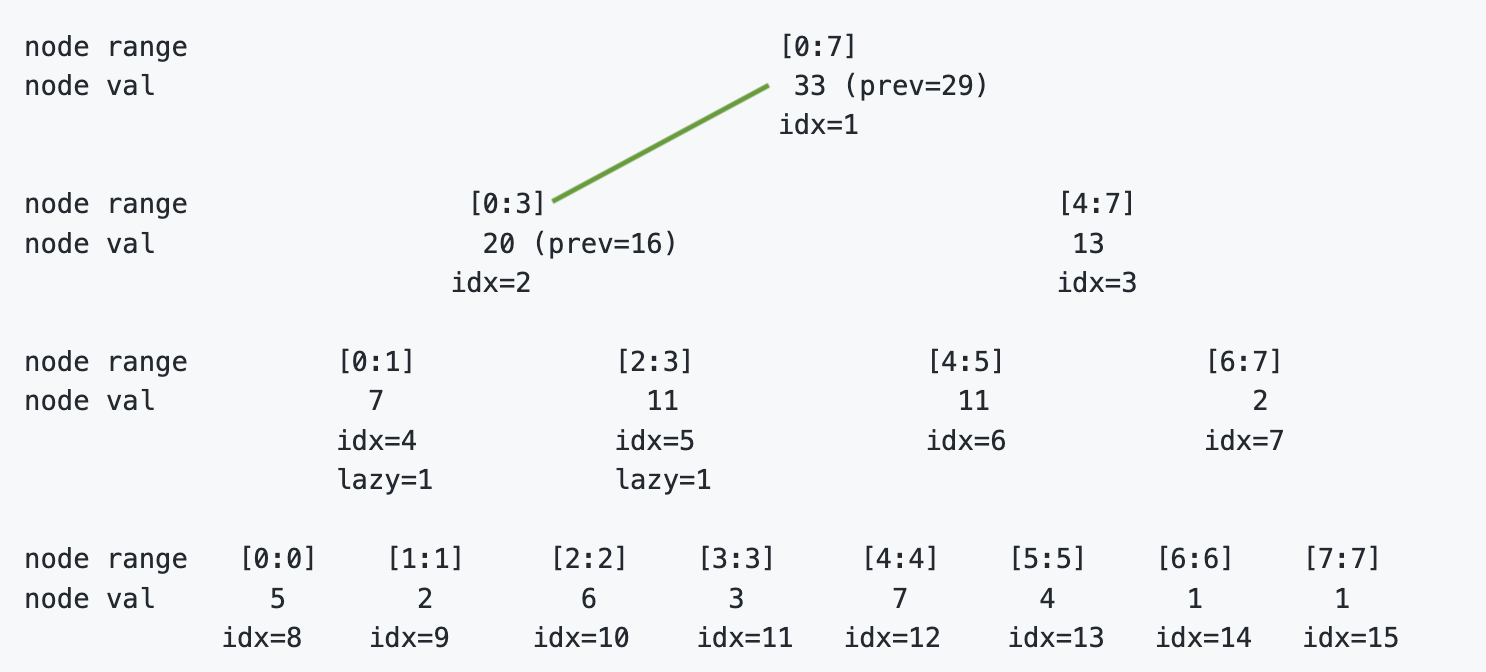 node range [0:7]
node val 33 (prev=29)
idx=1
node range [0:3] [4:7]
node val 20 (prev=16) 13
idx=2 idx=3
node range [0:1] [2:3] [4:5] [6:7]
node val 7 11 11 2
idx=4 idx=5 idx=6 idx=7
lazy=1 lazy=1
node range [0:0] [1:1] [2:2] [3:3] [4:4] [5:5] [6:6] [7:7]
node val 5 2 6 3 7 4 1 1
idx=8 idx=9 idx=10 idx=11 idx=12 idx=13 idx=14 idx=15